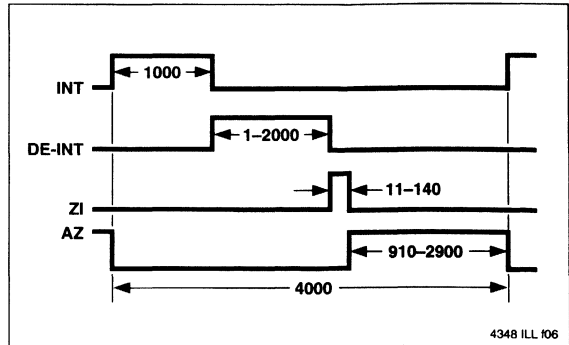 1000
INT
1–2000
DE-INT
11–140
ZI
AZ
910–2900
4000
4348 ILL f06